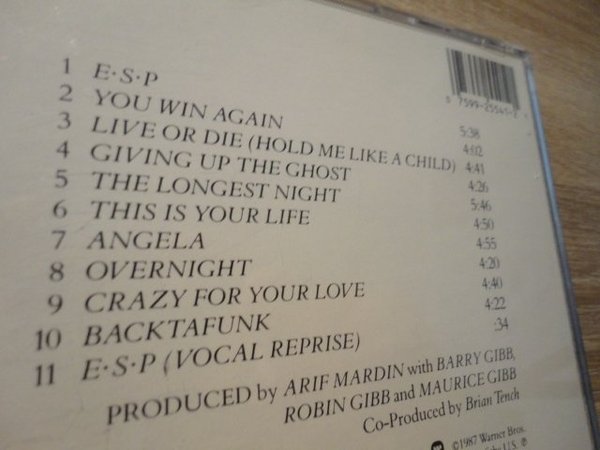 1 E·S·P 5:38
2 YOU WIN AGAIN 4:02
3 LIVE OR DIE (HOLD ME LIKE A CHILD) 4:41
4 GIVING UP THE GHOST 4:26
5 THE LONGEST NIGHT 5:46
6 THIS IS YOUR LIFE 4:50
7 ANGELA 4:55
8 OVERNIGHT 4:20
9 CRAZY FOR YOUR LOVE 4:40
10 BACKTAFUNK 4:22
11 E·S·P (VOCAL REPRISE) :34
7599-25541-2
PRODUCED by ARIF MARDIN with BARRY GIBB,
ROBIN GIBB and MAURICE GIBB
Co-Produced by Brian Tench
©1987 Warner Bros.
U.S. ℗